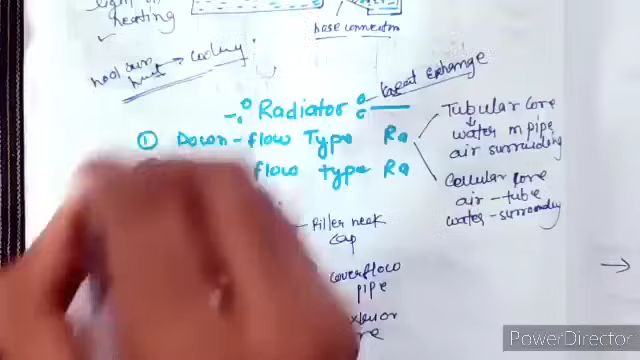 heating
hose connector
cooling
Heat Exchange
Radiator
① Down-flow Type Ra
flow type Ra
Tubular core
water in pipe
air surrounding
Cellular core
air - tube
water - surrounding
Filler neck
cap
overflow
pipe
PowerDirector